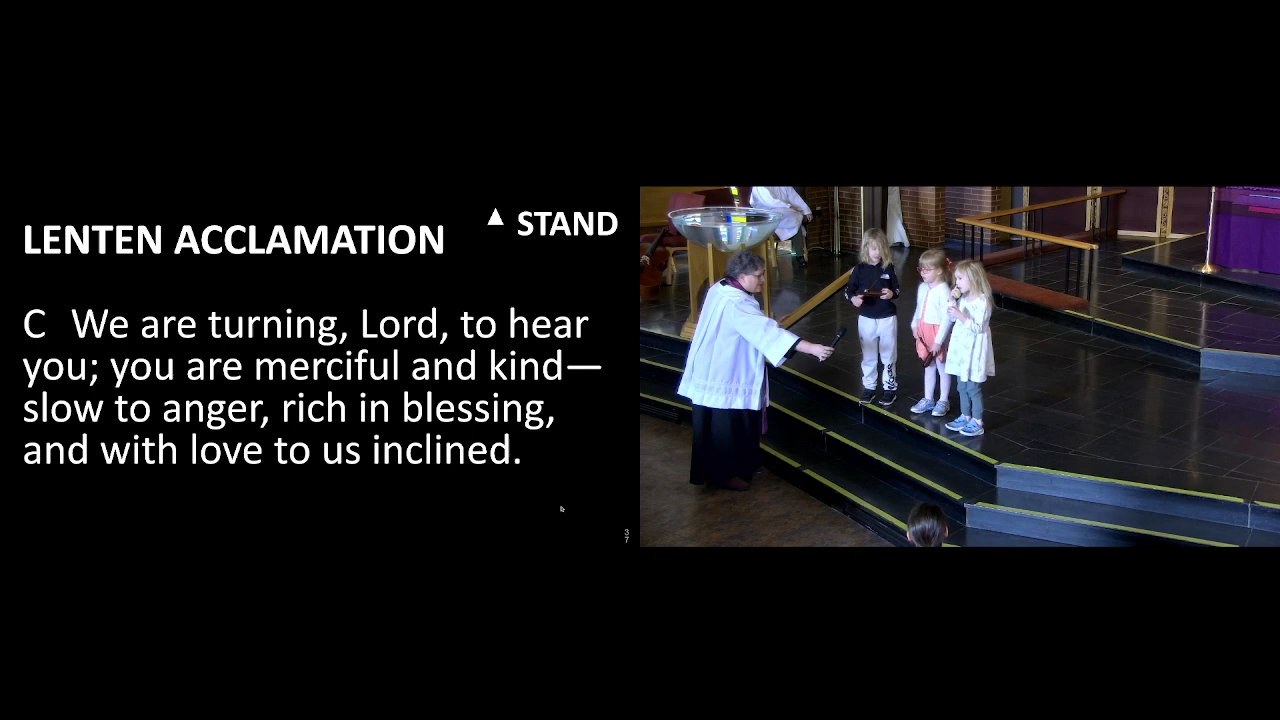 LENTEN ACCLAMATION
▲ STAND
C We are turning, Lord, to hear
you; you are merciful and kind—
slow to anger, rich in blessing,
and with love to us inclined.
37